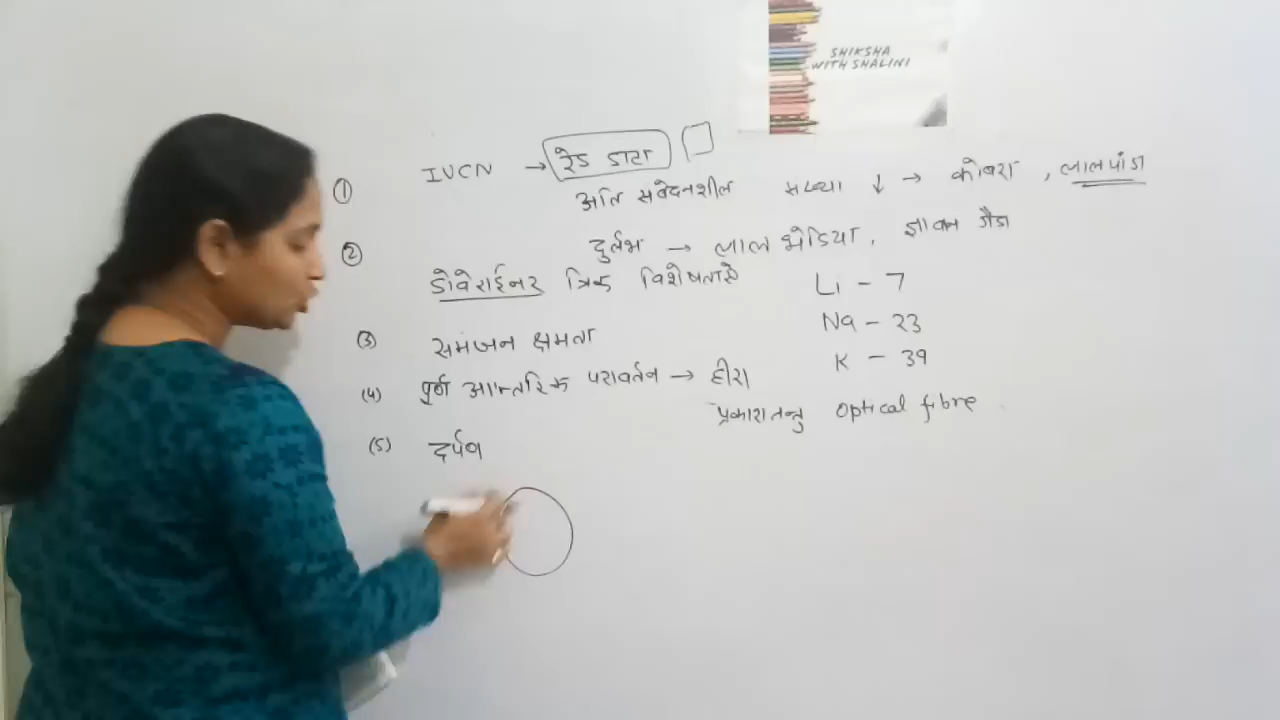 SHIKSHA
WITH SHALINI
① IUCN → रेड डाटा
अति संवेदनशील संख्या ↓ → कोबरा , लालपांडा
② दुर्लभ → लाल भेडिया , जावन गैंडा
डोबेराईनर त्रिक विशेषताऐं Li - 7
Na - 23
(3) समंजन क्षमता K - 39
(4) पूर्ण आन्तरिक परावर्तन → हीरा
प्रकाशतन्तु Optical fibre
(5) दर्पण